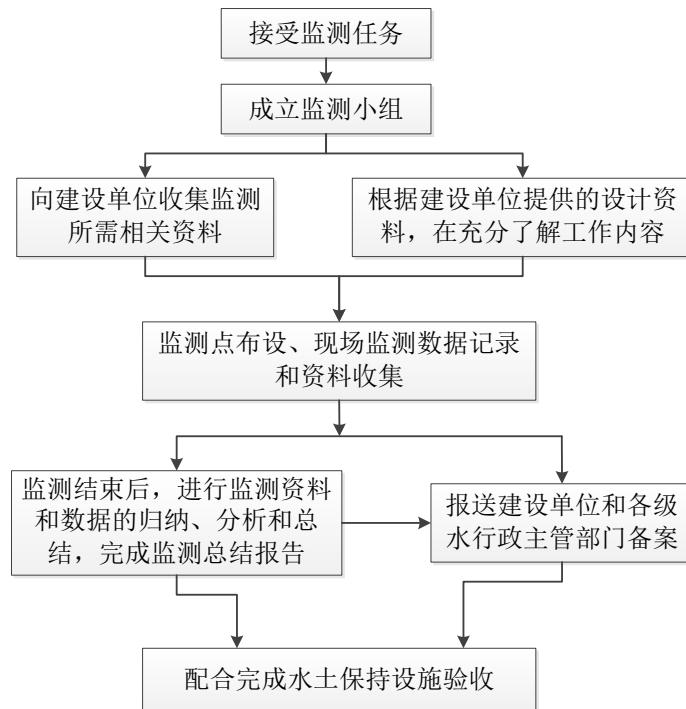 接受监测任务
成立监测小组
向建设单位收集监测
所需相关资料
根据建设单位提供的设计资
料，在充分了解工作内容
监测点布设、现场监测数据记录
和资料收集
监测结束后，进行监测资料
和数据的归纳、分析和总
结，完成监测总结报告
报送建设单位和各级
水行政主管部门备案
配合完成水土保持设施验收